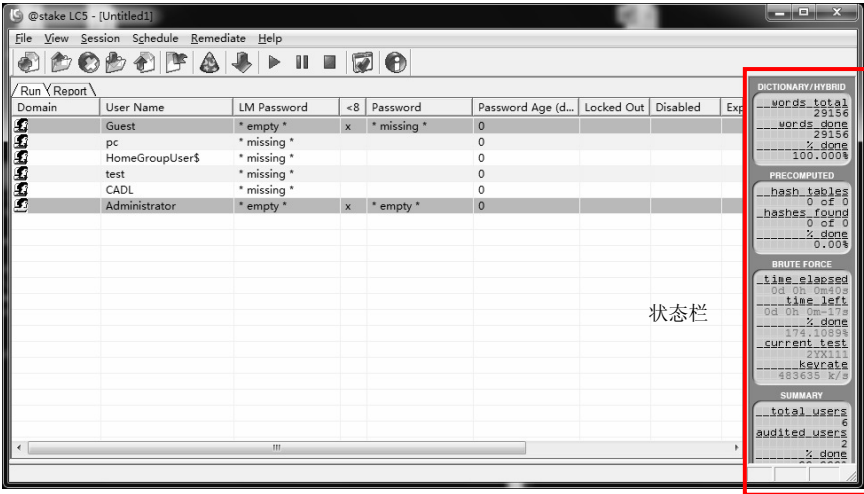 @stake LC5 - [Untitled1]
File View Session Schedule Remediate Help
Run Report
Domain User Name LM Password <8 Password Password Age (d... Locked Out Disabled Exp
Guest * empty * x * missing * 0
pc * missing * 0
HomeGroupUser$ * missing * 0
test * missing * 0
CADL * missing * 0
Administrator * empty * x * empty * 0
状态栏
DICTIONARY/HYBRID
words total
29156
words done
29156
% done
100.000%
PRECOMPUTED
hash tables
0 of 0
hashes found
0 of 0
% done
0.00%
BRUTE FORCE
time elapsed
0d 0h 0m40s
time left
0d 0h 0m-17s
% done
174.1089%
current test
2YX111
keyrate
483635 k/s
SUMMARY
total users
6
audited users
2
% done